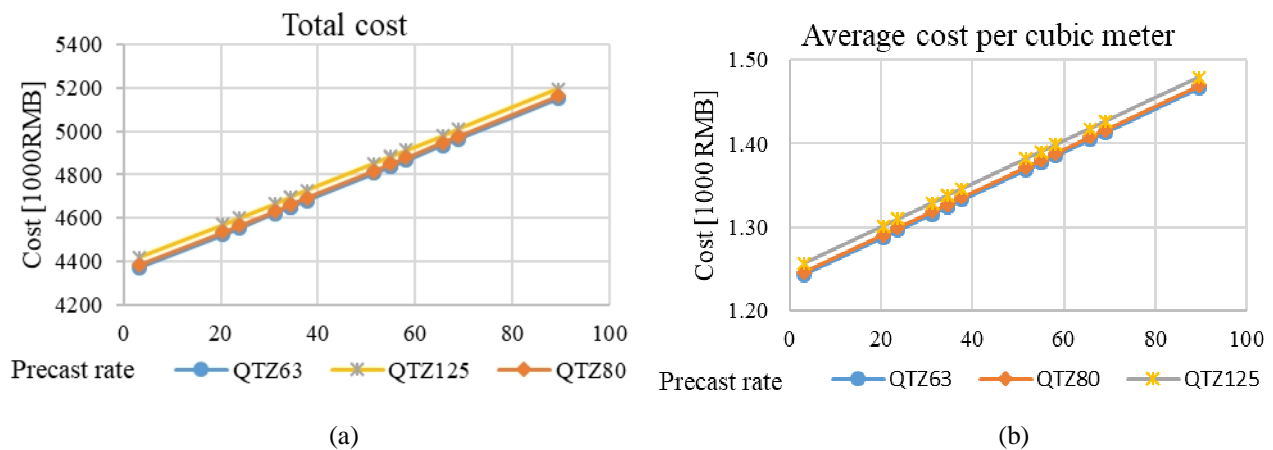 Total cost
Cost [1000RMB]
5400
5200
5000
4800
4600
4400
4200
0 20 40 60 80 100
Precast rate QTZ63 QTZ125 QTZ80
(a)
Average cost per cubic meter
Cost [1000 RMB]
1.50
1.40
1.30
1.20
0 20 40 60 80 100
Precast rate QTZ63 QTZ80 QTZ125
(b)